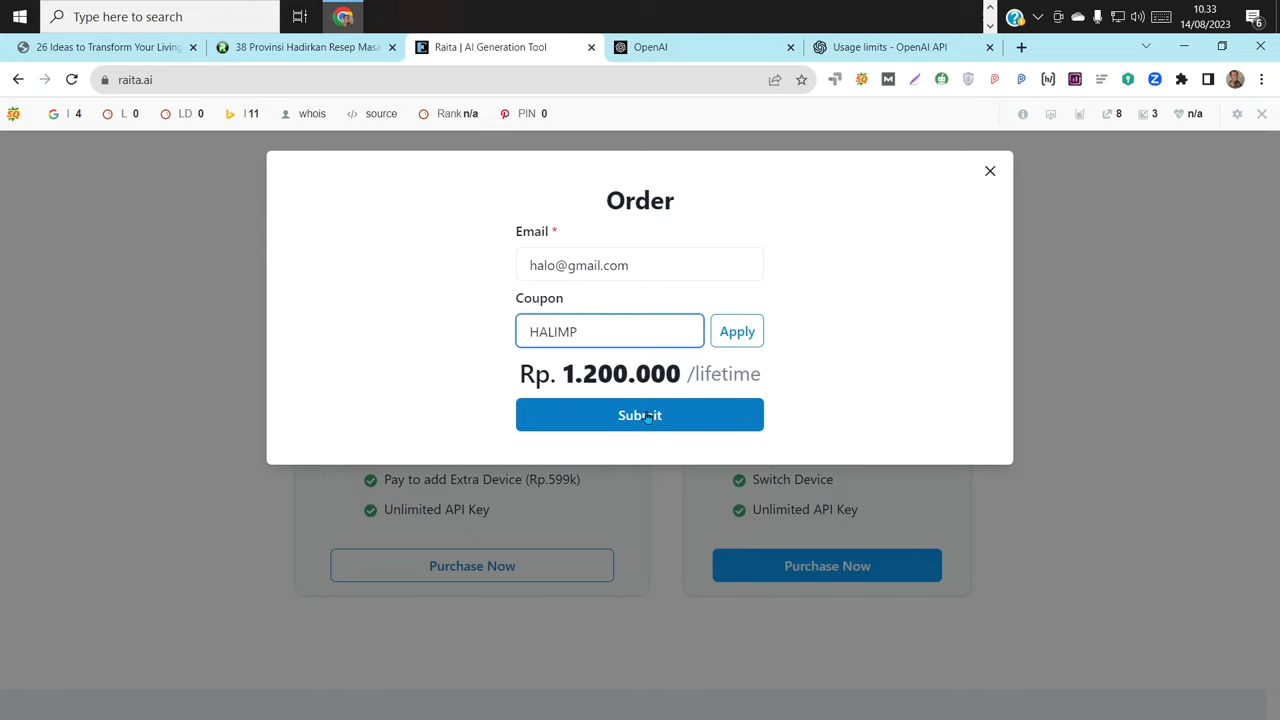 Type here to search
10.33
14/08/2023
6
26 Ideas to Transform Your Living
38 Provinsi Hadirkan Resep Masa
Raita | AI Generation Tool
OpenAI
Usage limits - OpenAI API
raita.ai
I 4
L 0
LD 0
I 11
whois
source
Rank n/a
PIN 0
8
3
n/a
Order
Email *
halo@gmail.com
Coupon
HALIMP
Apply
Rp. 1.200.000 /lifetime
Submit
Pay to add Extra Device (Rp.599k)
Switch Device
Unlimited API Key
Unlimited API Key
Purchase Now
Purchase Now